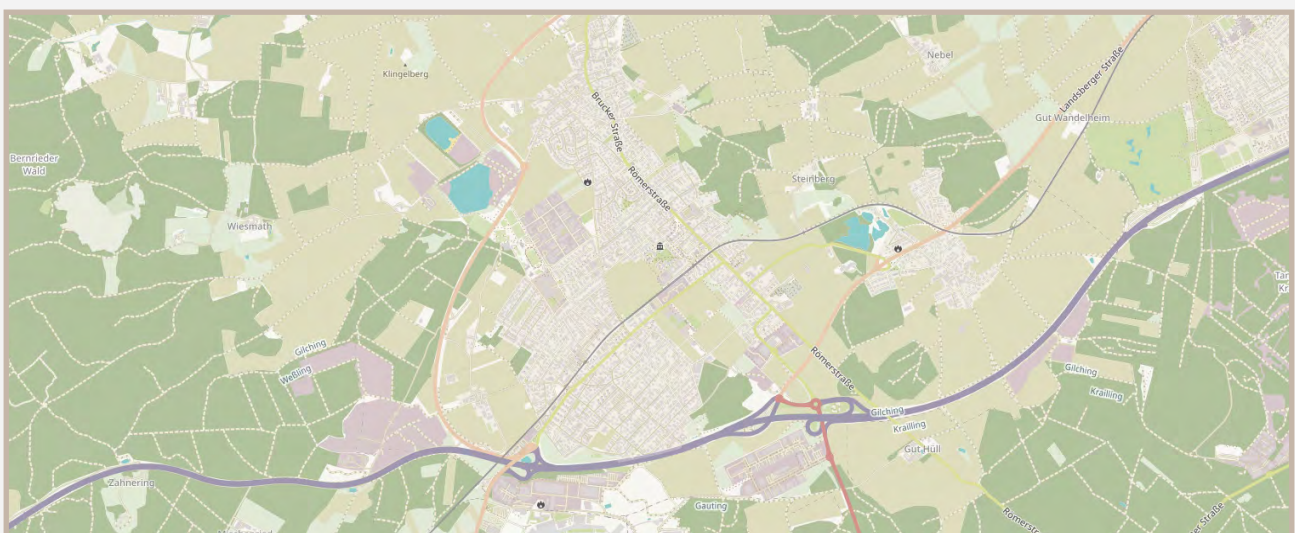 Nebel
Klingelberg
Landsberger Straße
Brucker Straße
Gut Wandelheim
Bernrieder
Wald
Römerstraße
Steinberg
Wiesmath
Gilching
Weßling
Römerstraße
Gilching
Krailling
Gilching
Krailling
Gut Hüll
Zahnering
Gauting